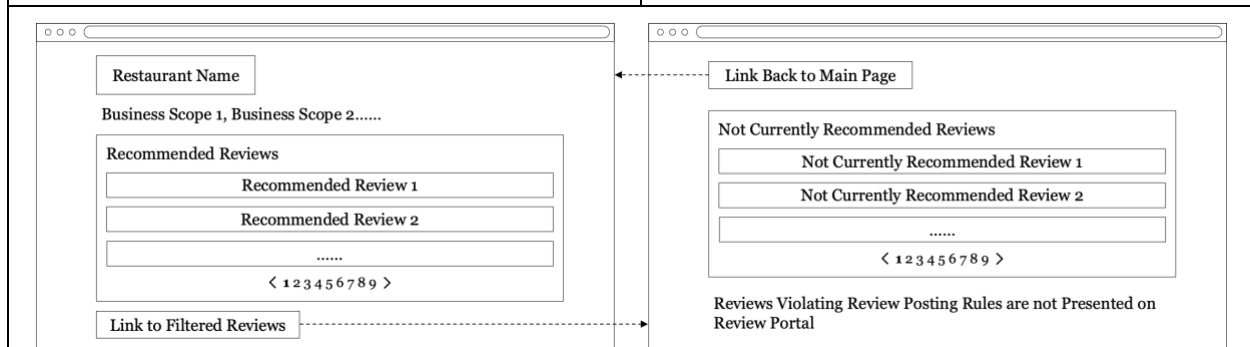 Restaurant Name
Business Scope 1, Business Scope 2......
Recommended Reviews
Recommended Review 1
Recommended Review 2
......
< 1 2 3 4 5 6 7 8 9 >
Link to Filtered Reviews
Link Back to Main Page
Not Currently Recommended Reviews
Not Currently Recommended Review 1
Not Currently Recommended Review 2
......
< 1 2 3 4 5 6 7 8 9 >
Reviews Violating Review Posting Rules are not Presented on
Review Portal